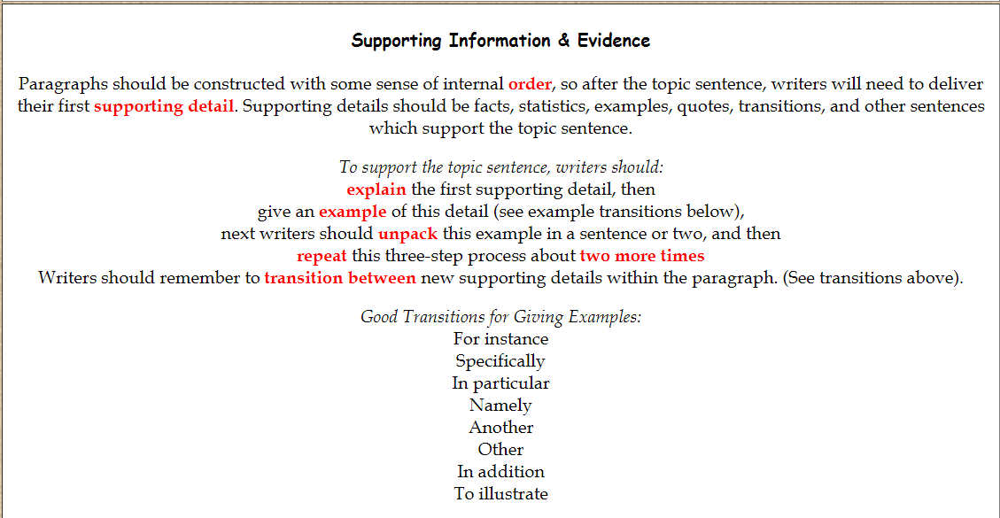 Supporting Information & Evidence
Paragraphs should be constructed with some sense of internal order, so after the topic sentence, writers will need to deliver
their first supporting detail. Supporting details should be facts, statistics, examples, quotes, transitions, and other sentences
which support the topic sentence.
To support the topic sentence, writers should:
explain the first supporting detail, then
give an example of this detail (see example transitions below),
next writers should unpack this example in a sentence or two, and then
repeat this three-step process about two more times
Writers should remember to transition between new supporting details within the paragraph. (See transitions above).
Good Transitions for Giving Examples:
For instance
Specifically
In particular
Namely
Another
Other
In addition
To illustrate